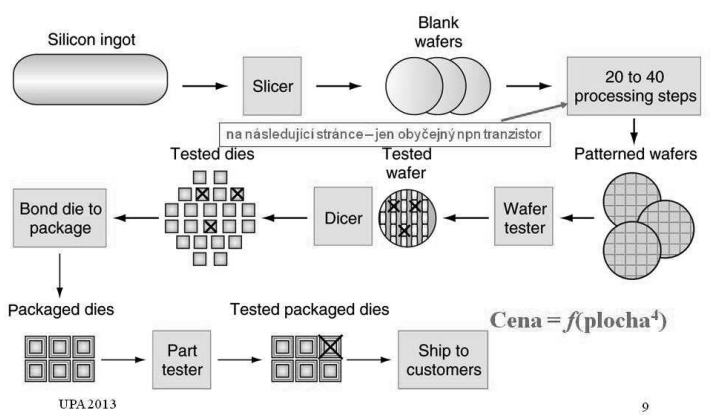 Silicon ingot
Slicer
Blank
wafers
20 to 40
processing steps
na následující stránce – jen obyčejný npn tranzistor
Tested dies
Tested
wafer
Patterned wafers
Bond die to
package
Dicer
Wafer
tester
Packaged dies
Tested packaged dies
Cena = f(plocha⁴)
Part
tester
Ship to
customers
UPA 2013
9